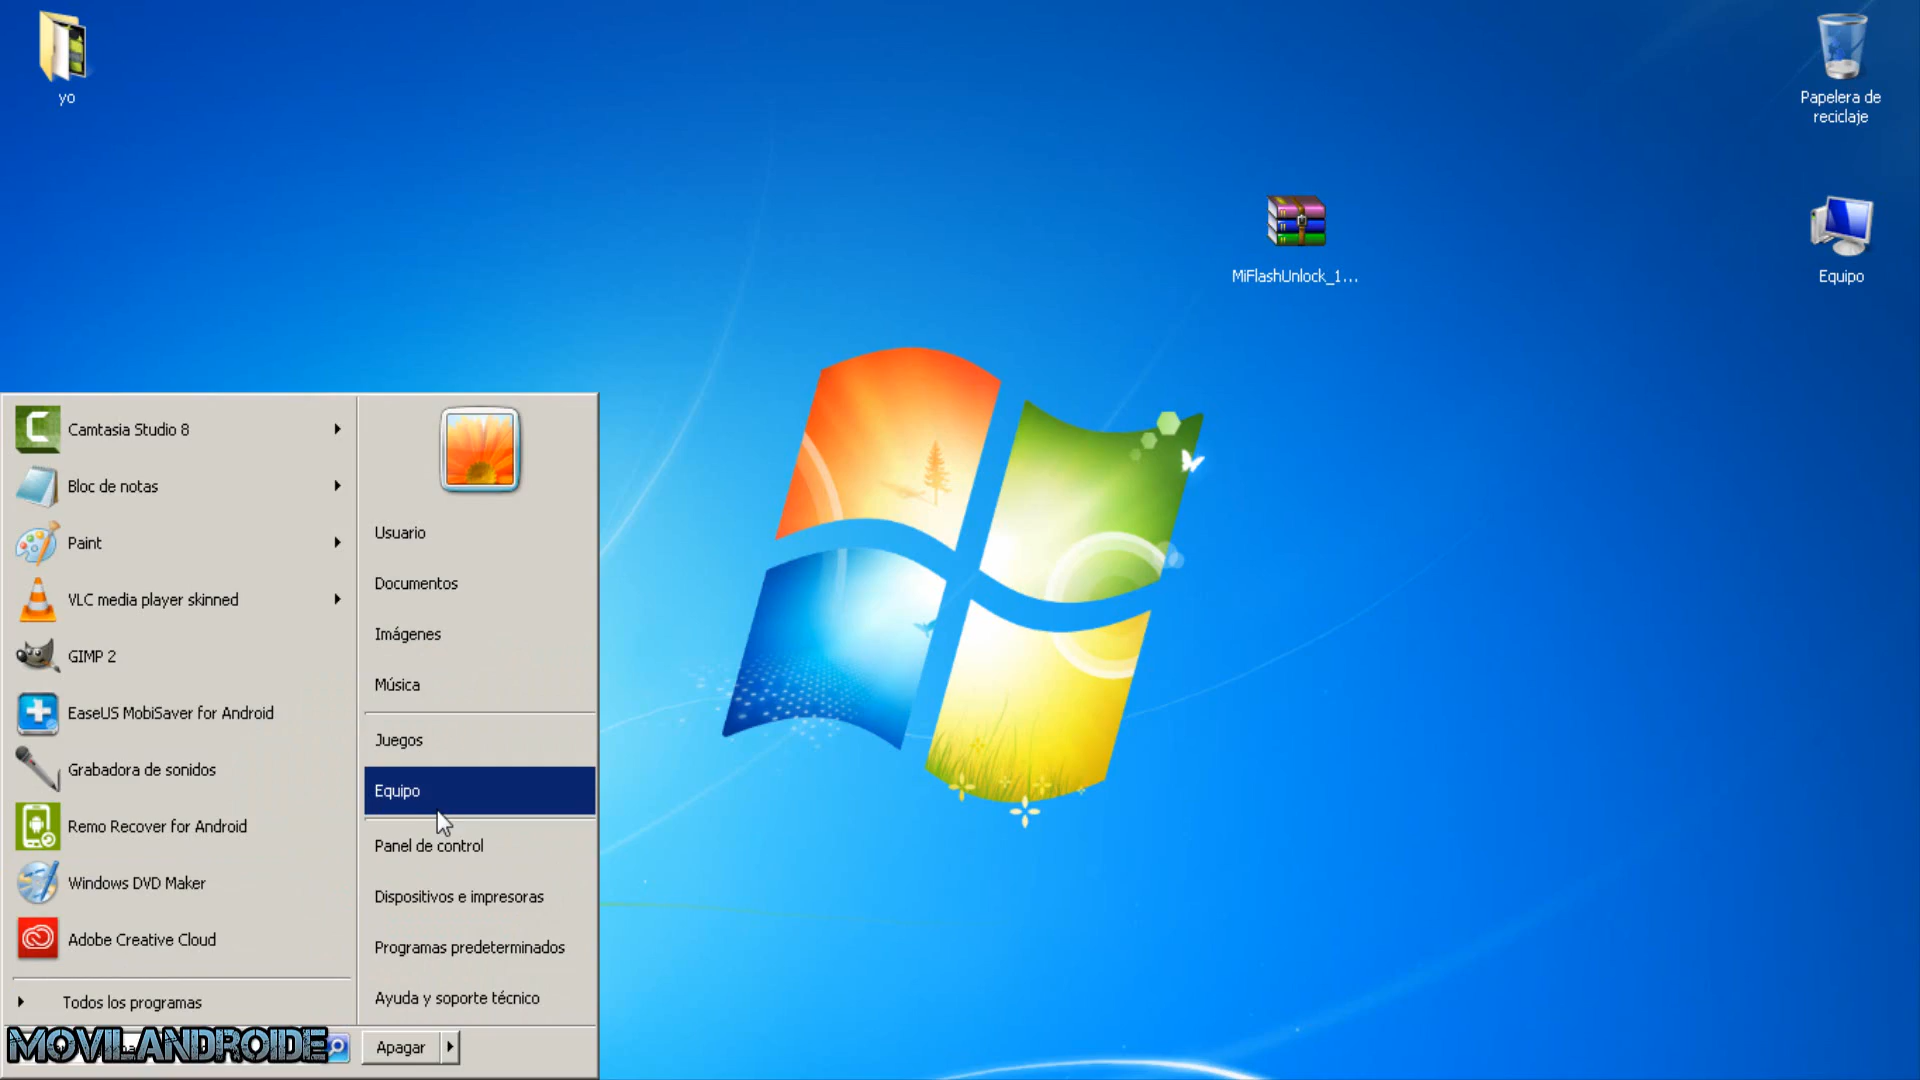 yo
Papelera de
reciclaje
MiFlashUnlock_1...
Equipo
Camtasia Studio 8
Bloc de notas
Paint
VLC media player skinned
GIMP 2
EaseUS MobiSaver for Android
Grabadora de sonidos
Remo Recover for Android
Windows DVD Maker
Adobe Creative Cloud
Todos los programas
Usuario
Documentos
Imágenes
Música
Juegos
Equipo
Panel de control
Dispositivos e impresoras
Programas predeterminados
Ayuda y soporte técnico
MOVILANDROIDE
Apagar